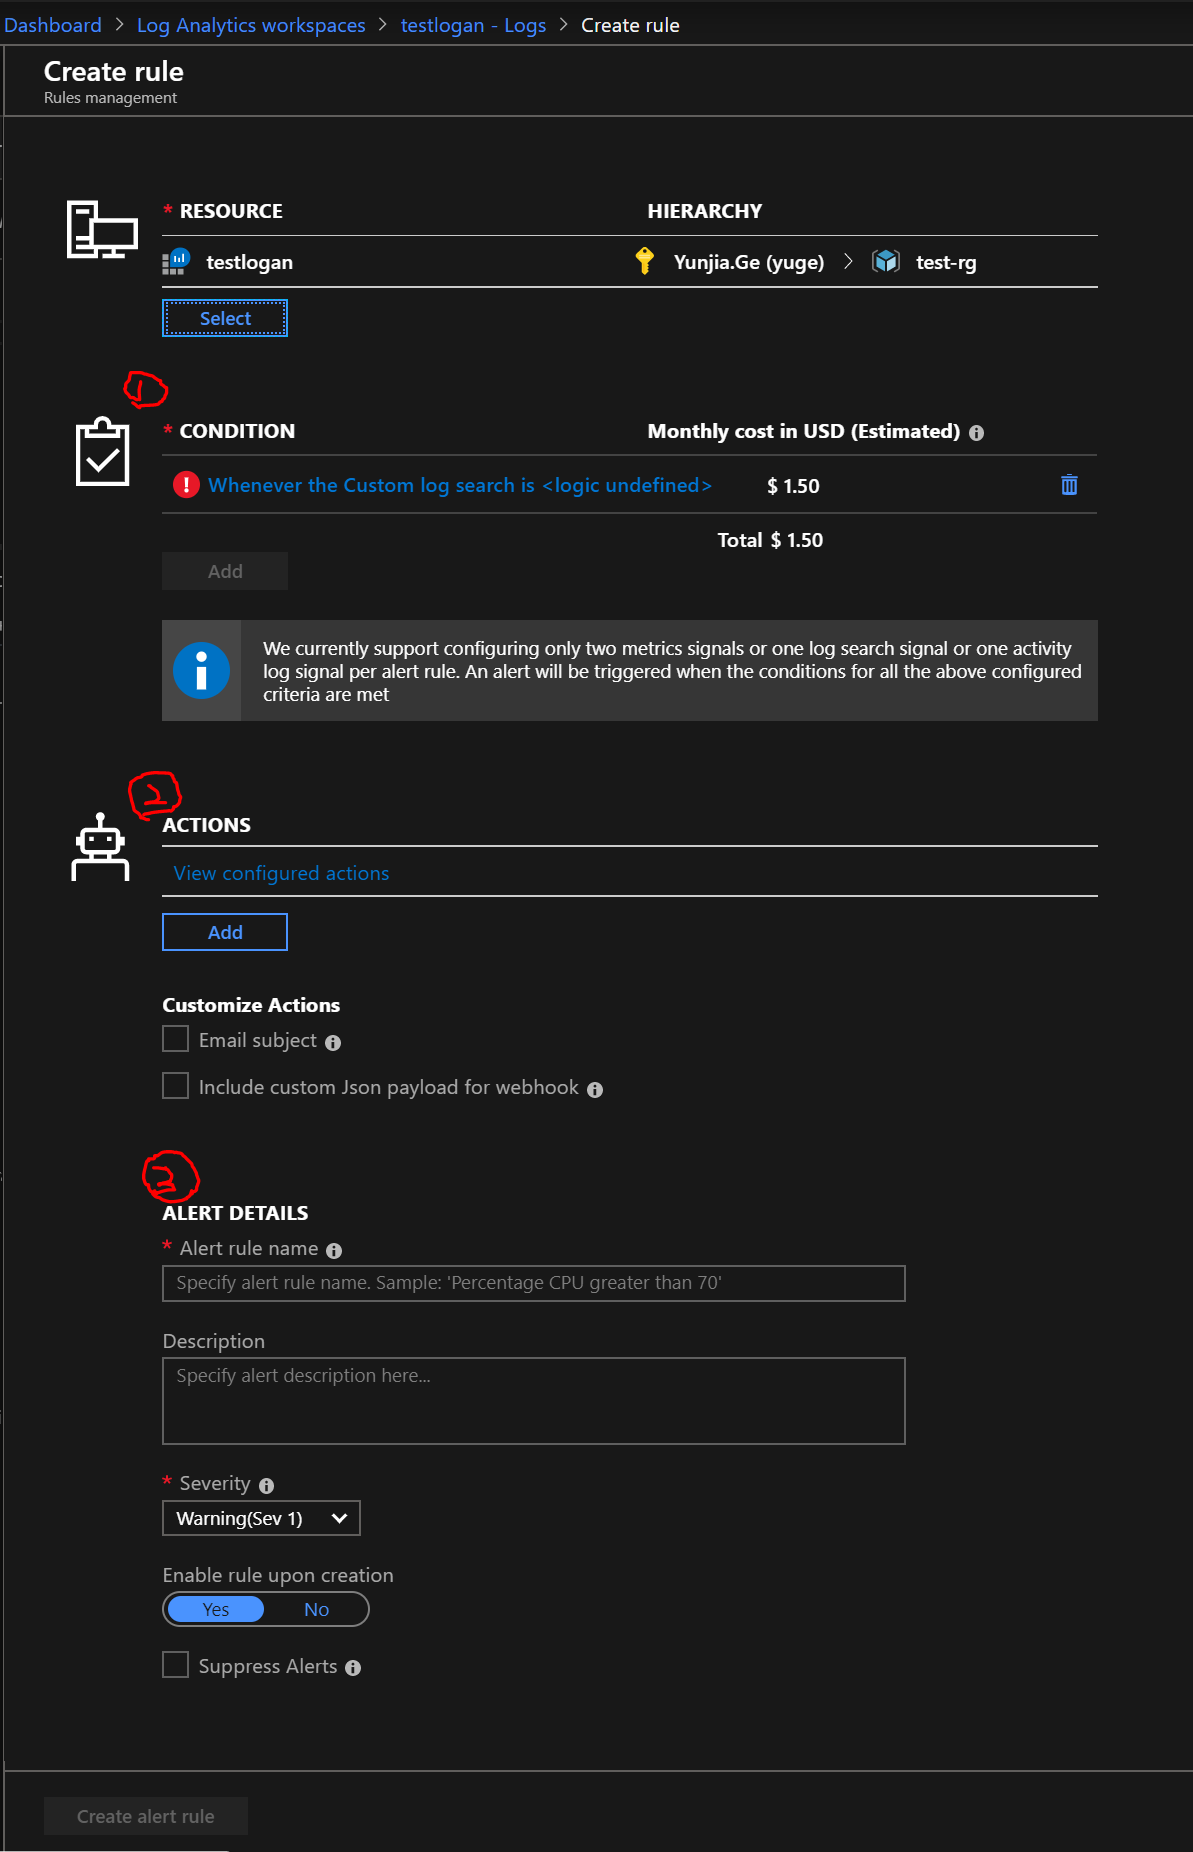 Dashboard > Log Analytics workspaces > testlogan - Logs > Create rule
Create rule
Rules management
* RESOURCE HIERARCHY
testlogan Yunjia.Ge (yuge) > test-rg
Select
1
* CONDITION Monthly cost in USD (Estimated)
Whenever the Custom log search is <logic undefined> $ 1.50
Total $ 1.50
Add
We currently support configuring only two metrics signals or one log search signal or one activity
log signal per alert rule. An alert will be triggered when the conditions for all the above configured
criteria are met
2
ACTIONS
View configured actions
Add
Customize Actions
Email subject
Include custom Json payload for webhook
3
ALERT DETAILS
* Alert rule name
Specify alert rule name. Sample: 'Percentage CPU greater than 70'
Description
Specify alert description here...
* Severity
Warning(Sev 1)
Enable rule upon creation
Yes No
Suppress Alerts
Create alert rule